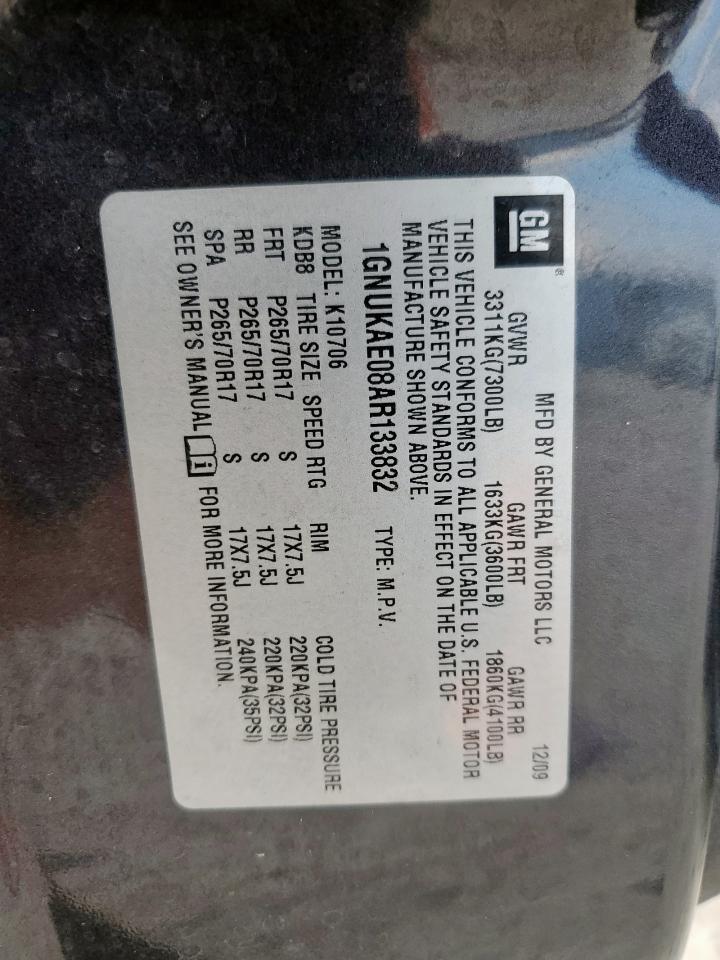 GM®
MFD BY GENERAL MOTORS LLC 12/09
GVWR GAWR FRT GAWR RR
3311KG(7300LB) 1633KG(3600LB) 1860KG(4100LB)
THIS VEHICLE CONFORMS TO ALL APPLICABLE U.S. FEDERAL MOTOR
VEHICLE SAFETY STANDARDS IN EFFECT ON THE DATE OF
MANUFACTURE SHOWN ABOVE.
1GNUKAE08AR133832 TYPE: M.P.V.
MODEL: K10706
KDB8 TIRE SIZE SPEED RTG RIM COLD TIRE PRESSURE
FRT P265/70R17 S 17X7.5J 220KPA(32PSI)
RR P265/70R17 S 17X7.5J 220KPA(32PSI)
SPA P265/70R17 S 17X7.5J 240KPA(35PSI)
SEE OWNER'S MANUAL FOR MORE INFORMATION.